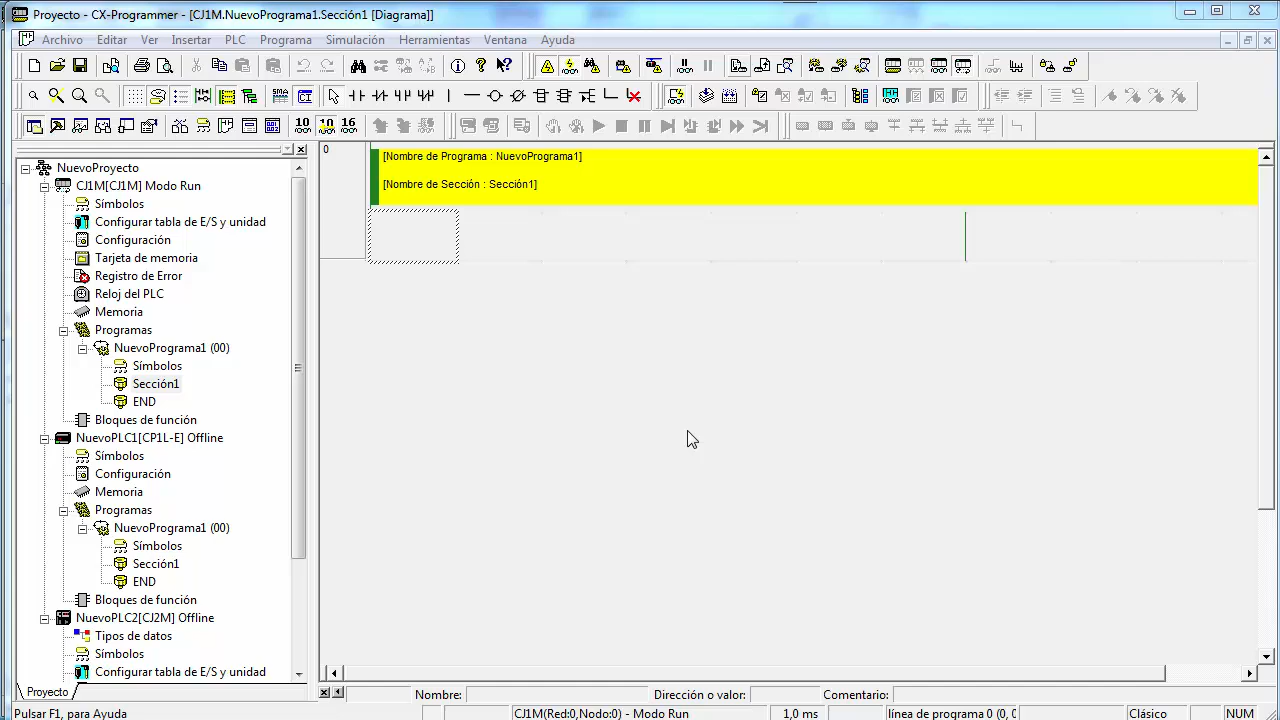 Proyecto - CX-Programmer - [CJ1M.NuevoPrograma1.Sección1 [Diagrama]]
Archivo Editar Ver Insertar PLC Programa Simulación Herramientas Ventana Ayuda
SMA
10 10 16
NuevoProyecto
CJ1M[CJ1M] Modo Run
Símbolos
Configurar tabla de E/S y unidad
Configuración
Tarjeta de memoria
Registro de Error
Reloj del PLC
Memoria
Programas
NuevoPrograma1 (00)
Símbolos
Sección1
END
Bloques de función
NuevoPLC1[CP1L-E] Offline
Símbolos
Configuración
Memoria
Programas
NuevoPrograma1 (00)
Símbolos
Sección1
END
Bloques de función
NuevoPLC2[CJ2M] Offline
Tipos de datos
Símbolos
Configurar tabla de E/S y unidad
Proyecto
0
[Nombre de Programa : NuevoPrograma1]
[Nombre de Sección : Sección1]
Nombre: Dirección o valor: Comentario:
Pulsar F1, para Ayuda CJ1M(Red:0,Nodo:0) - Modo Run 1,0 ms línea de programa 0 (0, 0 Clásico NUM